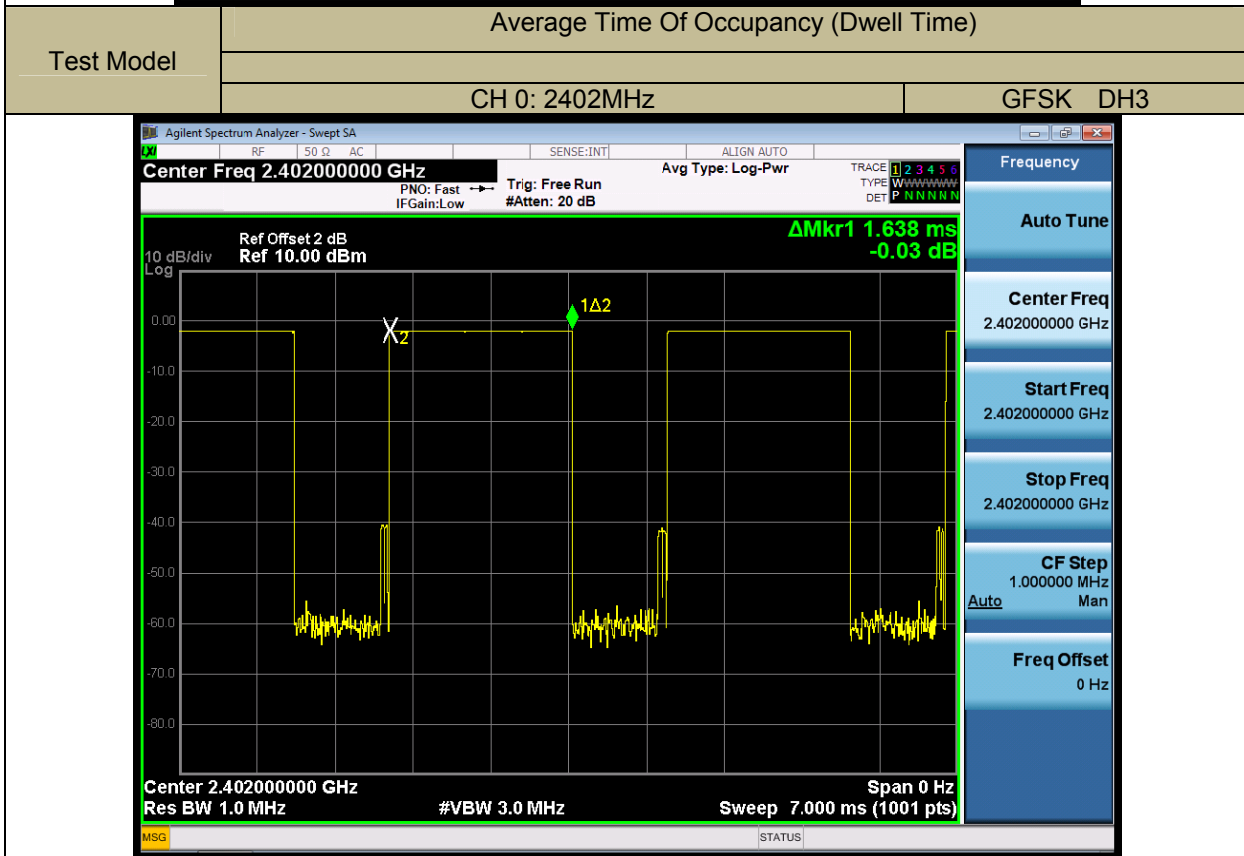 Test Model
Average Time Of Occupancy (Dwell Time)
CH 0: 2402MHz
GFSK DH3
Agilent Spectrum Analyzer - Swept SA
LXI RF 50 Ω AC SENSE:INT ALIGN AUTO
Center Freq 2.402000000 GHz
PNO: Fast
IFGain:Low
Trig: Free Run
#Atten: 20 dB
Avg Type: Log-Pwr
TRACE 1 2 3 4 5 6
TYPE WWWWWW
DET P N N N N N
ΔMkr1 1.638 ms
-0.03 dB
Ref Offset 2 dB
10 dB/div Ref 10.00 dBm
Log
1Δ2
X2
0.00
-10.0
-20.0
-30.0
-40.0
-50.0
-60.0
-70.0
-80.0
Center 2.402000000 GHz
Span 0 Hz
Res BW 1.0 MHz
#VBW 3.0 MHz
Sweep 7.000 ms (1001 pts)
MSG
STATUS
Frequency
Auto Tune
Center Freq
2.402000000 GHz
Start Freq
2.402000000 GHz
Stop Freq
2.402000000 GHz
CF Step
1.000000 MHz
Auto Man
Freq Offset
0 Hz